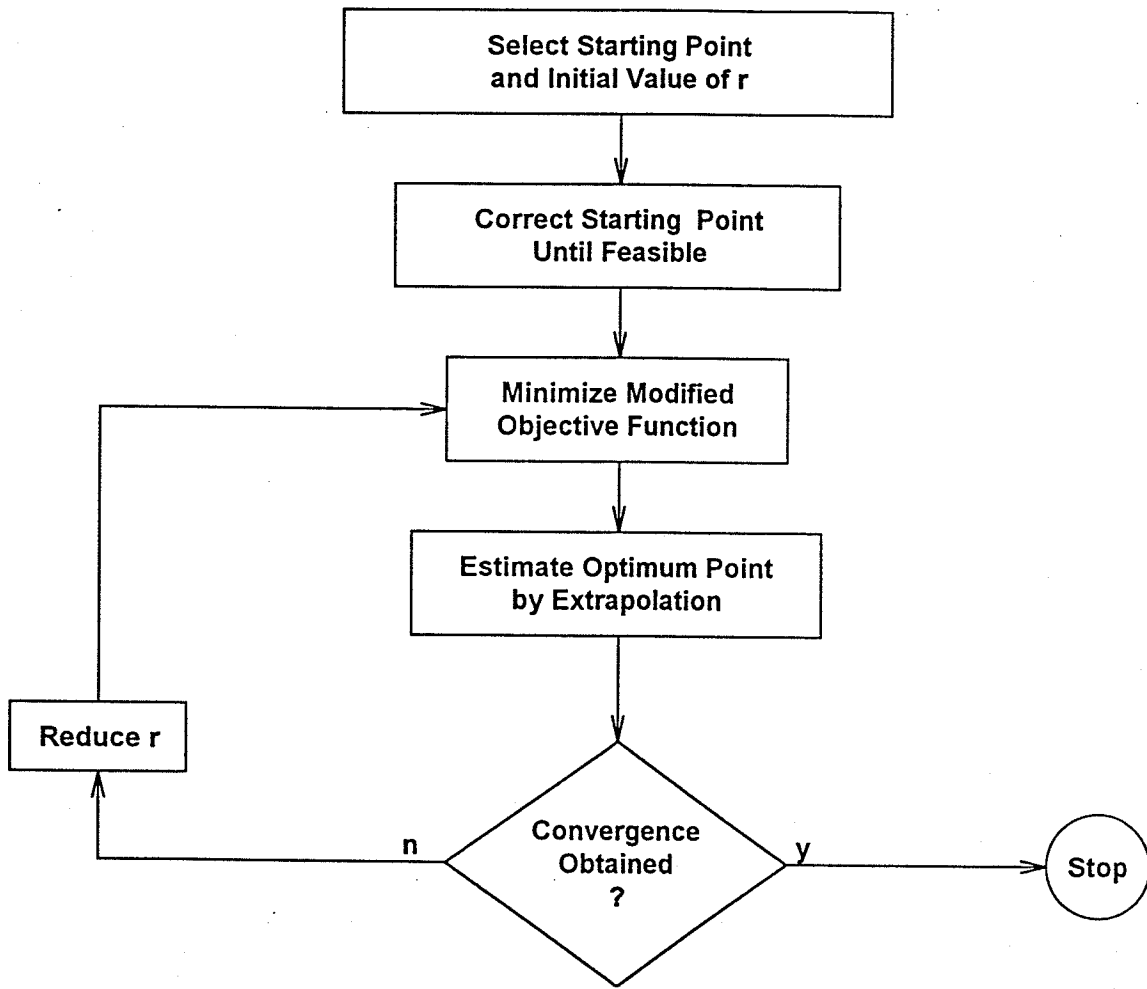 Select Starting Point
and Initial Value of r
Correct Starting Point
Until Feasible
Minimize Modified
Objective Function
Estimate Optimum Point
by Extrapolation
Reduce r
Convergence
Obtained
?
n
y
Stop